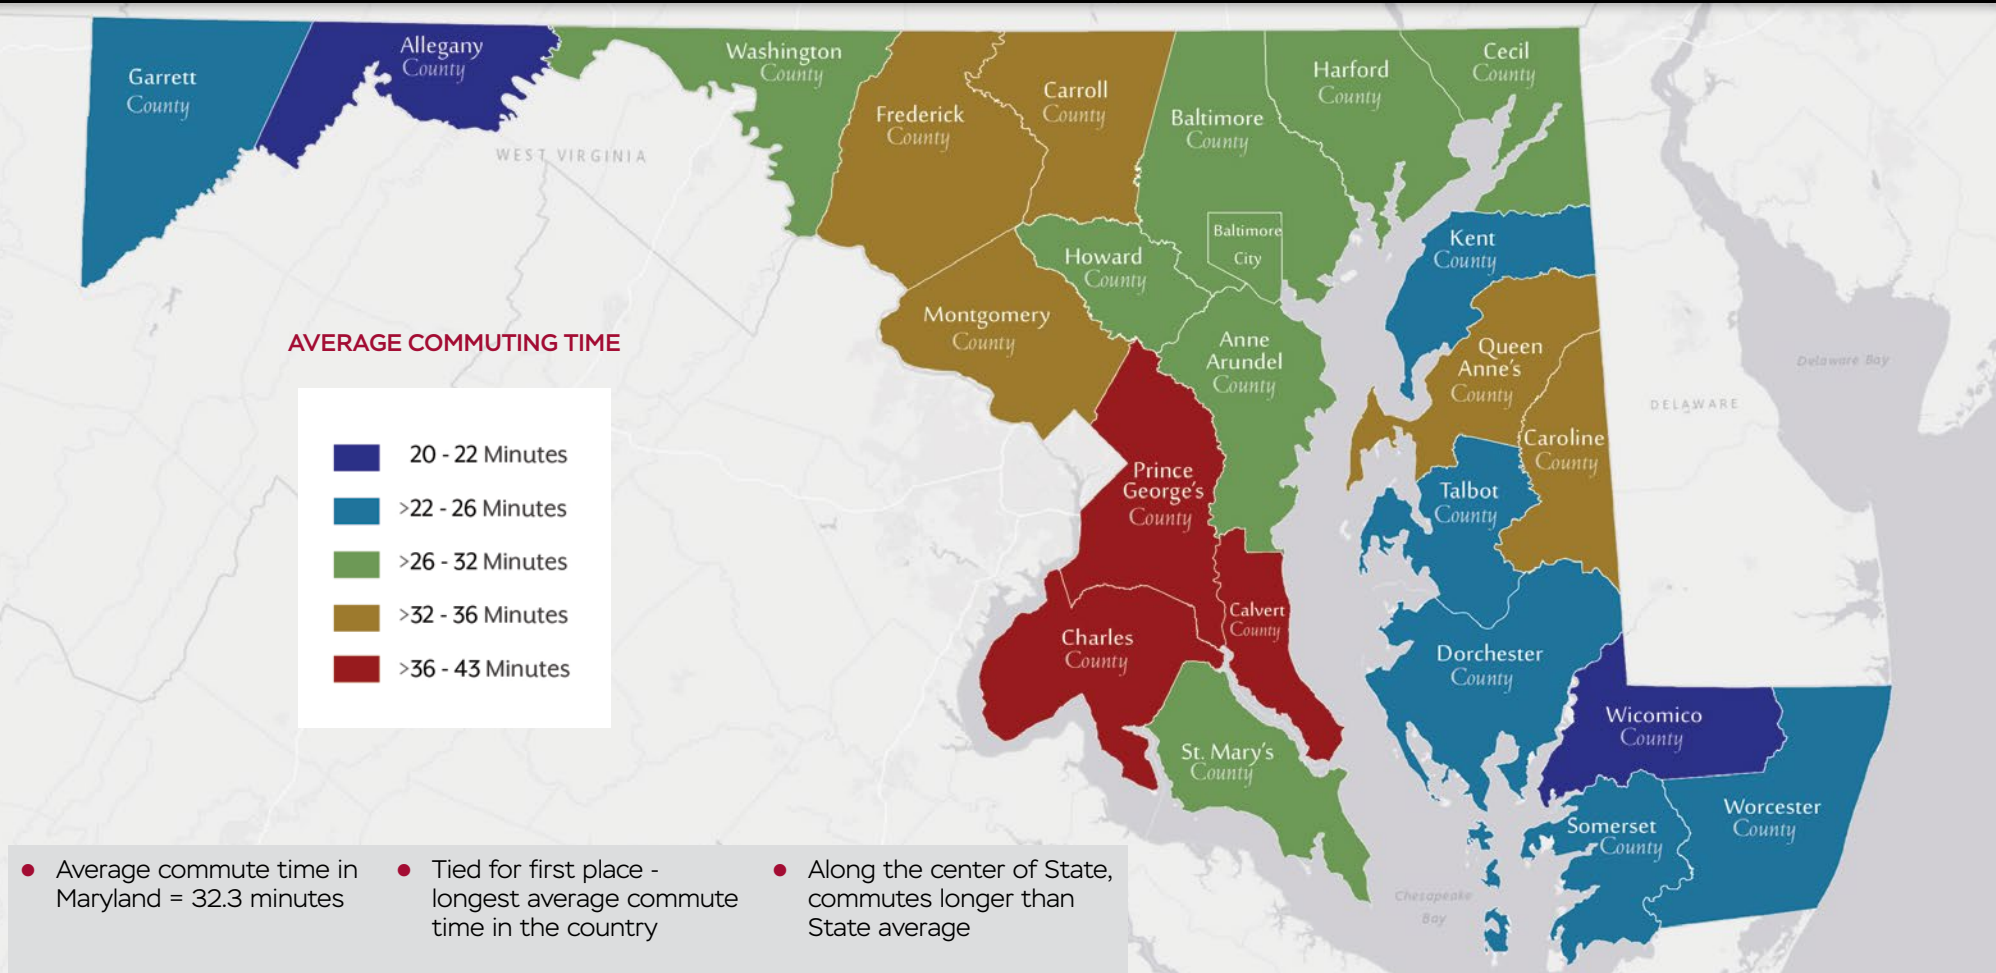 Garrett
County
Allegany
County
Washington
County
Frederick
County
Carroll
County
Baltimore
County
Harford
County
Cecil
County
WEST VIRGINIA
Baltimore
City
Howard
County
Kent
County
Montgomery
County
Anne
Arundel
County
Queen
Anne's
County
Delaware Bay
DELAWARE
Caroline
County
Prince
George's
County
Talbot
County
Calvert
County
Charles
County
Dorchester
County
Wicomico
County
St. Mary's
County
Somerset
County
Worcester
County
Chesapeake
Bay
AVERAGE COMMUTING TIME
20 - 22 Minutes
>22 - 26 Minutes
>26 - 32 Minutes
>32 - 36 Minutes
>36 - 43 Minutes
● Average commute time in
Maryland = 32.3 minutes
● Tied for first place -
longest average commute
time in the country
● Along the center of State,
commutes longer than
State average